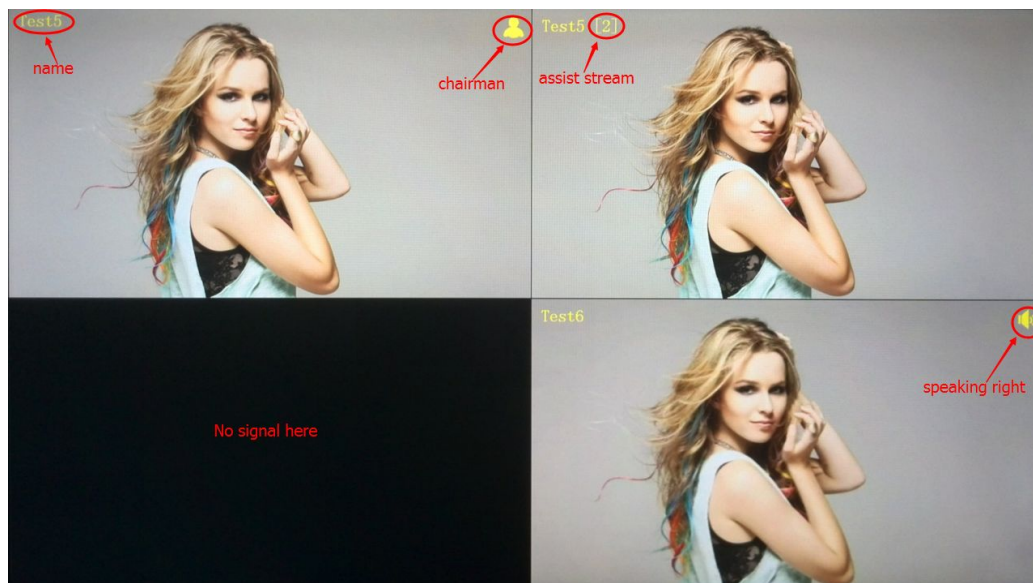 Test5
name
chairman
Test5 [2]
assist stream
No signal here
Test6
speaking right